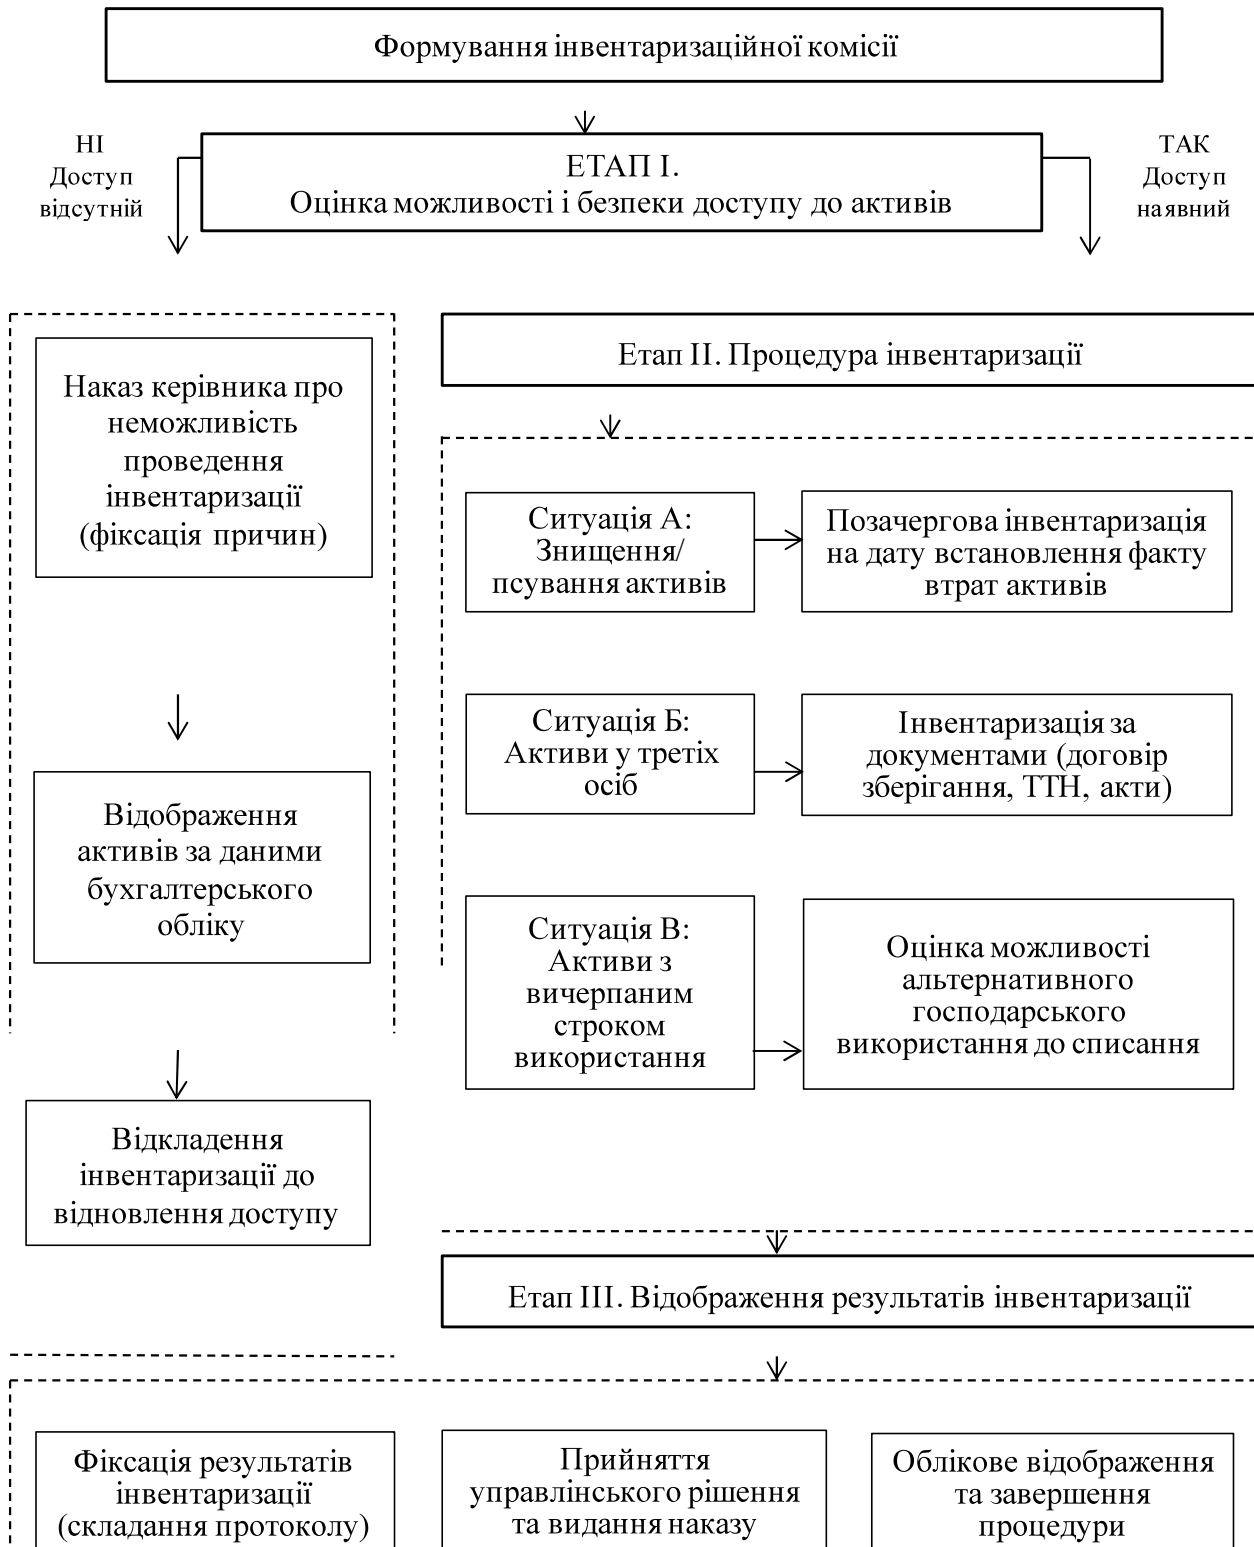 Формування інвентаризаційної комісії
НІ
Доступ
відсутній
ЕТАП І.
Оцінка можливості і безпеки доступу до активів
ТАК
Доступ
наявний
Наказ керівника про
неможливість
проведення
інвентаризації
(фіксація причин)
Відображення
активів за даними
бухгалтерського
обліку
Відкладення
інвентаризації до
відновлення доступу
Етап ІІ. Процедура інвентаризації
Ситуація А:
Знищення/
псування активів
Позачергова інвентаризація
на дату встановлення факту
втрат активів
Ситуація Б:
Активи у третіх
осіб
Інвентаризація за
документами (договір
зберігання, ТТН, акти)
Ситуація В:
Активи з
вичерпаним
строком
використання
Оцінка можливості
альтернативного
господарського
використання до списання
Етап ІІІ. Відображення результатів інвентаризації
Фіксація результатів
інвентаризації
(складання протоколу)
Прийняття
управлінського рішення
та видання наказу
Облікове відображення
та завершення
процедури